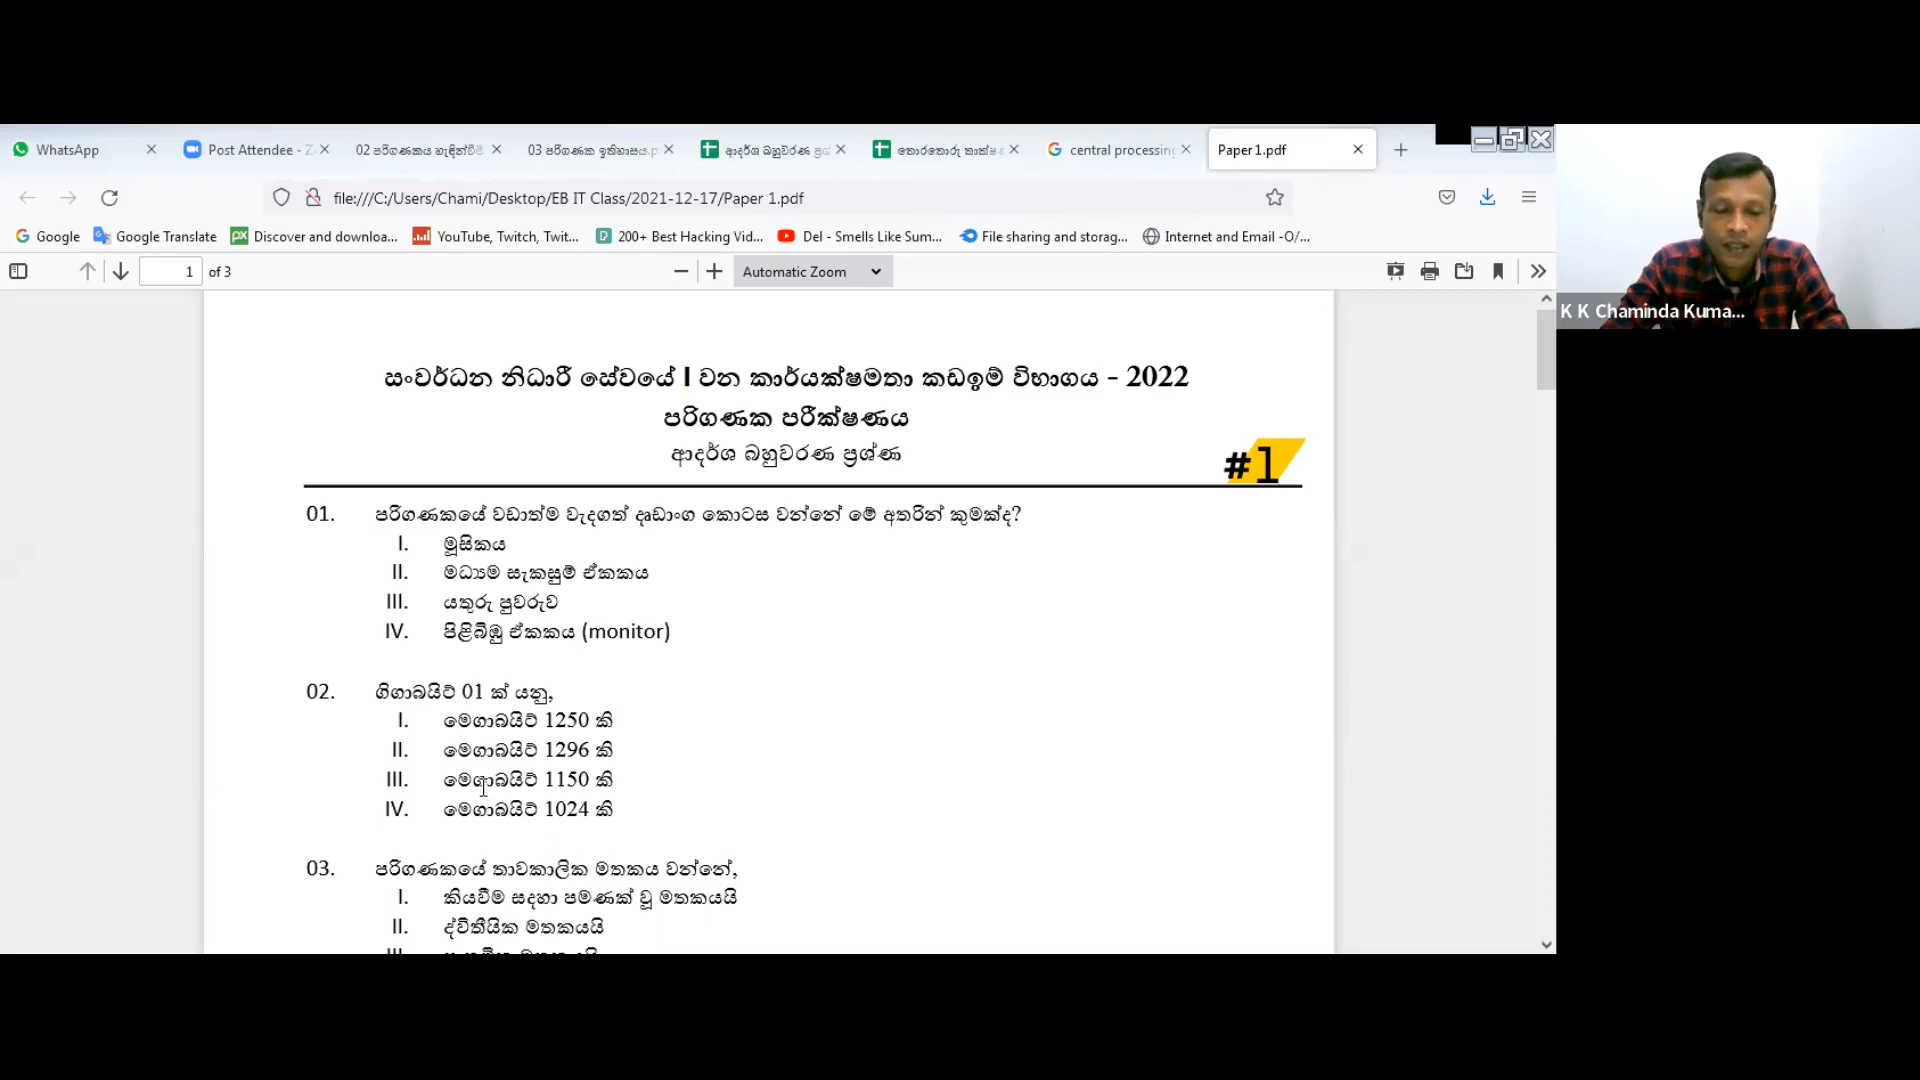 WhatsApp
Post Attendee - Z
02 පරිගණකය හැඳින්වී
03 පරිගණක ඉතිහාසය.p
ආදර්ශ බහුවරණ ප්‍ර
තොරතොරු තාක්ෂ
central processing
Paper 1.pdf
file:///C:/Users/Chami/Desktop/EB IT Class/2021-12-17/Paper 1.pdf
Google
Google Translate
Discover and downloa...
YouTube, Twitch, Twit...
200+ Best Hacking Vid...
Del - Smells Like Sum...
File sharing and storag...
Internet and Email -O/...
1 of 3
Automatic Zoom
K K Chaminda Kuma...
සංවර්ධන නිධාරී සේවයේ I වන කාර්යක්ෂමතා කඩඉම් විභාගය - 2022
පරිගණක පරීක්ෂණය
ආදර්ශ බහුවරණ ප්‍රශ්ණ
#1
01. පරිගණකයේ වඩාත්ම වැදගත් දෘඩාංග කොටස වන්නේ මේ අතරින් කුමක්ද?
I. මූසිකය
II. මධ්‍යම සැකසුම් ඒකකය
III. යතුරු පුවරුව
IV. පිළිබිඹු ඒකකය (monitor)
02. ගිගාබයිට් 01 ක් යනු,
I. මෙගාබයිට් 1250 කි
II. මෙගාබයිට් 1296 කි
III. මෙගාබයිට් 1150 කි
IV. මෙගාබයිට් 1024 කි
03. පරිගණකයේ තාවකාලික මතකය වන්නේ,
I. කියවීම සදහා පමණක් වූ මතකයයි
II. ද්විතීයික මතකයයි